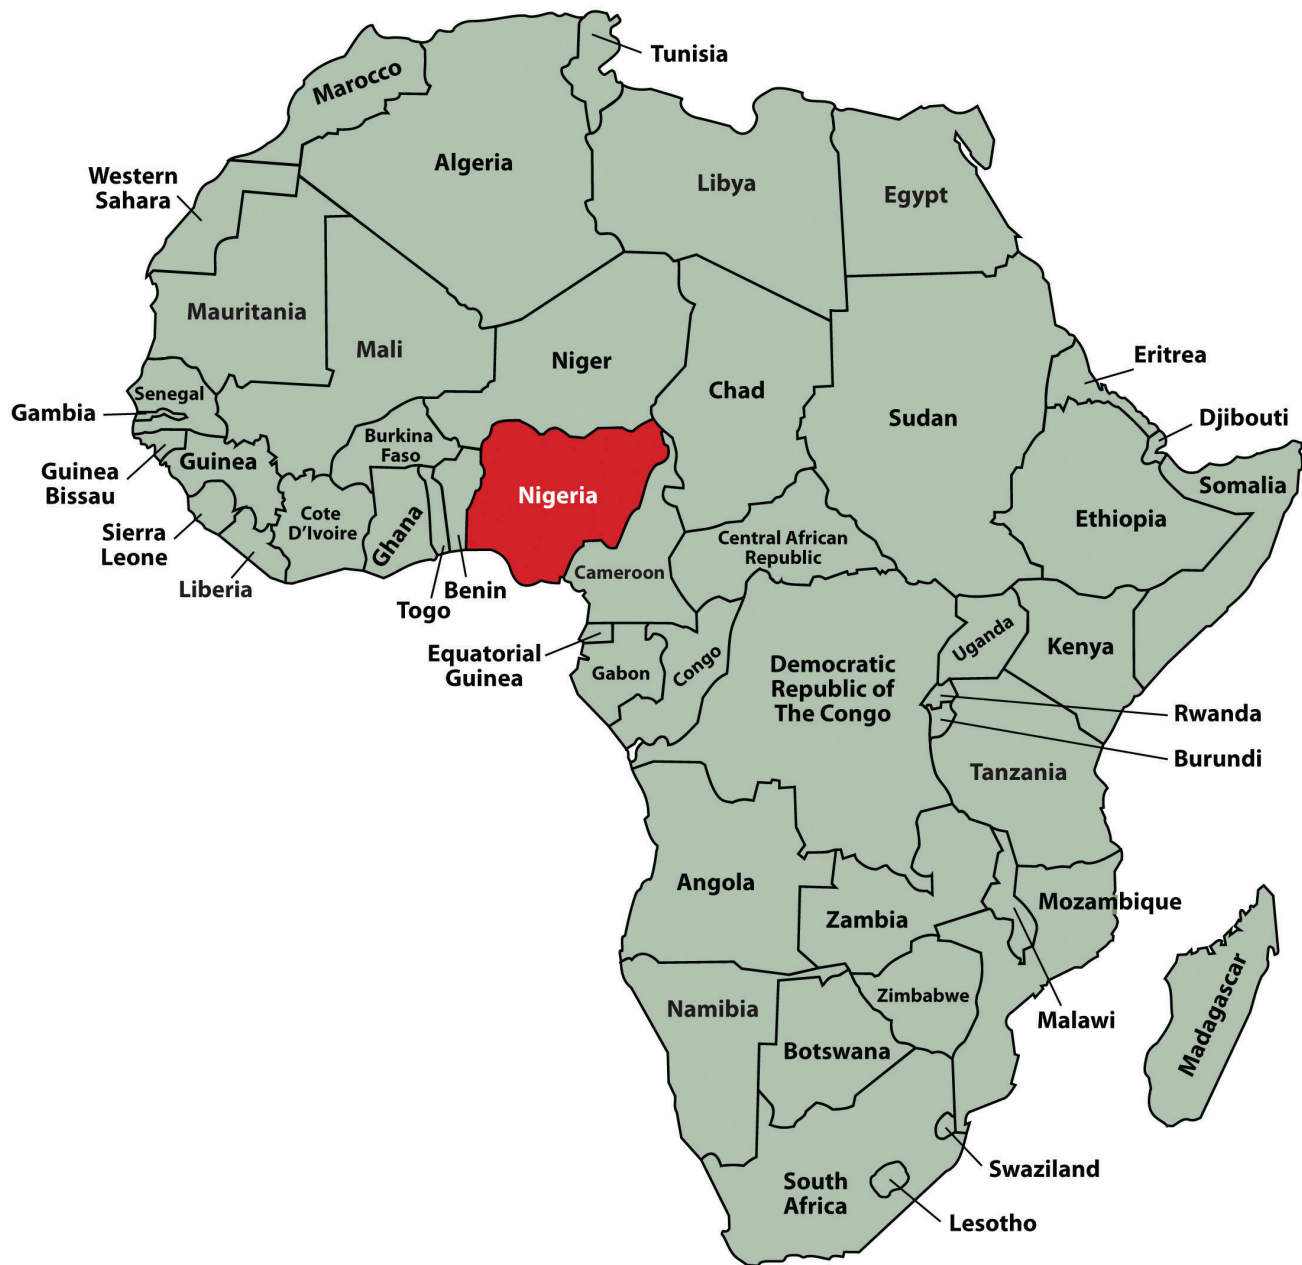 Tunisia
Marocco
Algeria
Western
Sahara
Libya
Egypt
Mauritania
Mali
Niger
Chad
Sudan
Eritrea
Senegal
Gambia
Djibouti
Burkina
Faso
Guinea
Guinea
Bissau
Somalia
Nigeria
Ethiopia
Cote
D'Ivoire
Ghana
Sierra
Leone
Central African
Republic
Liberia
Togo
Benin
Cameroon
Equatorial
Guinea
Gabon
Congo
Democratic
Republic of
The Congo
Uganda
Kenya
Rwanda
Burundi
Tanzania
Angola
Zambia
Mozambique
Malawi
Zimbabwe
Namibia
Botswana
Madagascar
Swaziland
South
Africa
Lesotho